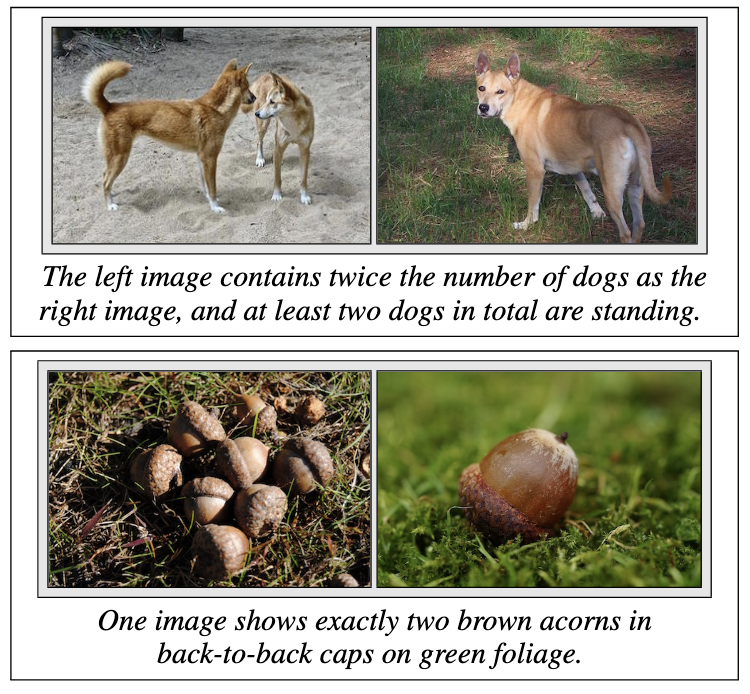 The left image contains twice the number of dogs as the
right image, and at least two dogs in total are standing.
One image shows exactly two brown acorns in
back-to-back caps on green foliage.